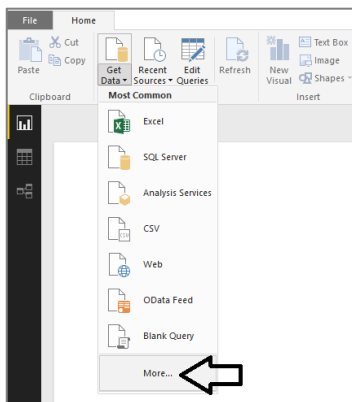 File Home
Cut
Copy
Paste
Get Data
Recent Sources
Edit Queries
Refresh
New Visual
Text Box
Image
Shapes
Clipboard
Insert
Most Common
Excel
SQL Server
Analysis Services
CSV
Web
OData Feed
Blank Query
More...